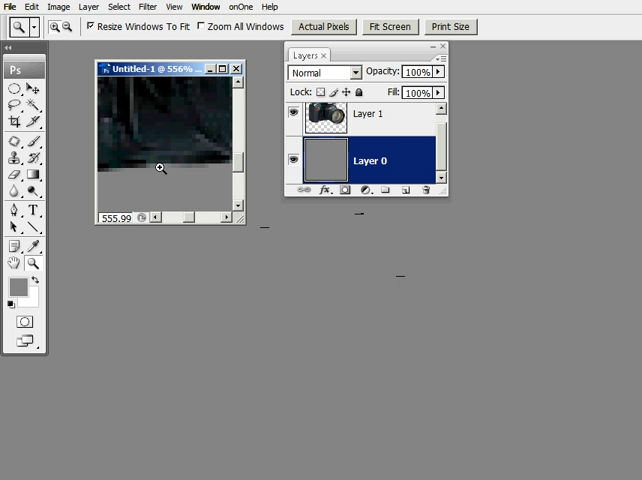 File Edit Image Layer Select Filter View Window onOne Help
Resize Windows To Fit Zoom All Windows Actual Pixels Fit Screen Print Size
Ps
Untitled-1 @ 556% ...
555.99
Layers x
Normal Opacity: 100%
Lock: Fill: 100%
Layer 1
Layer 0
fx
T